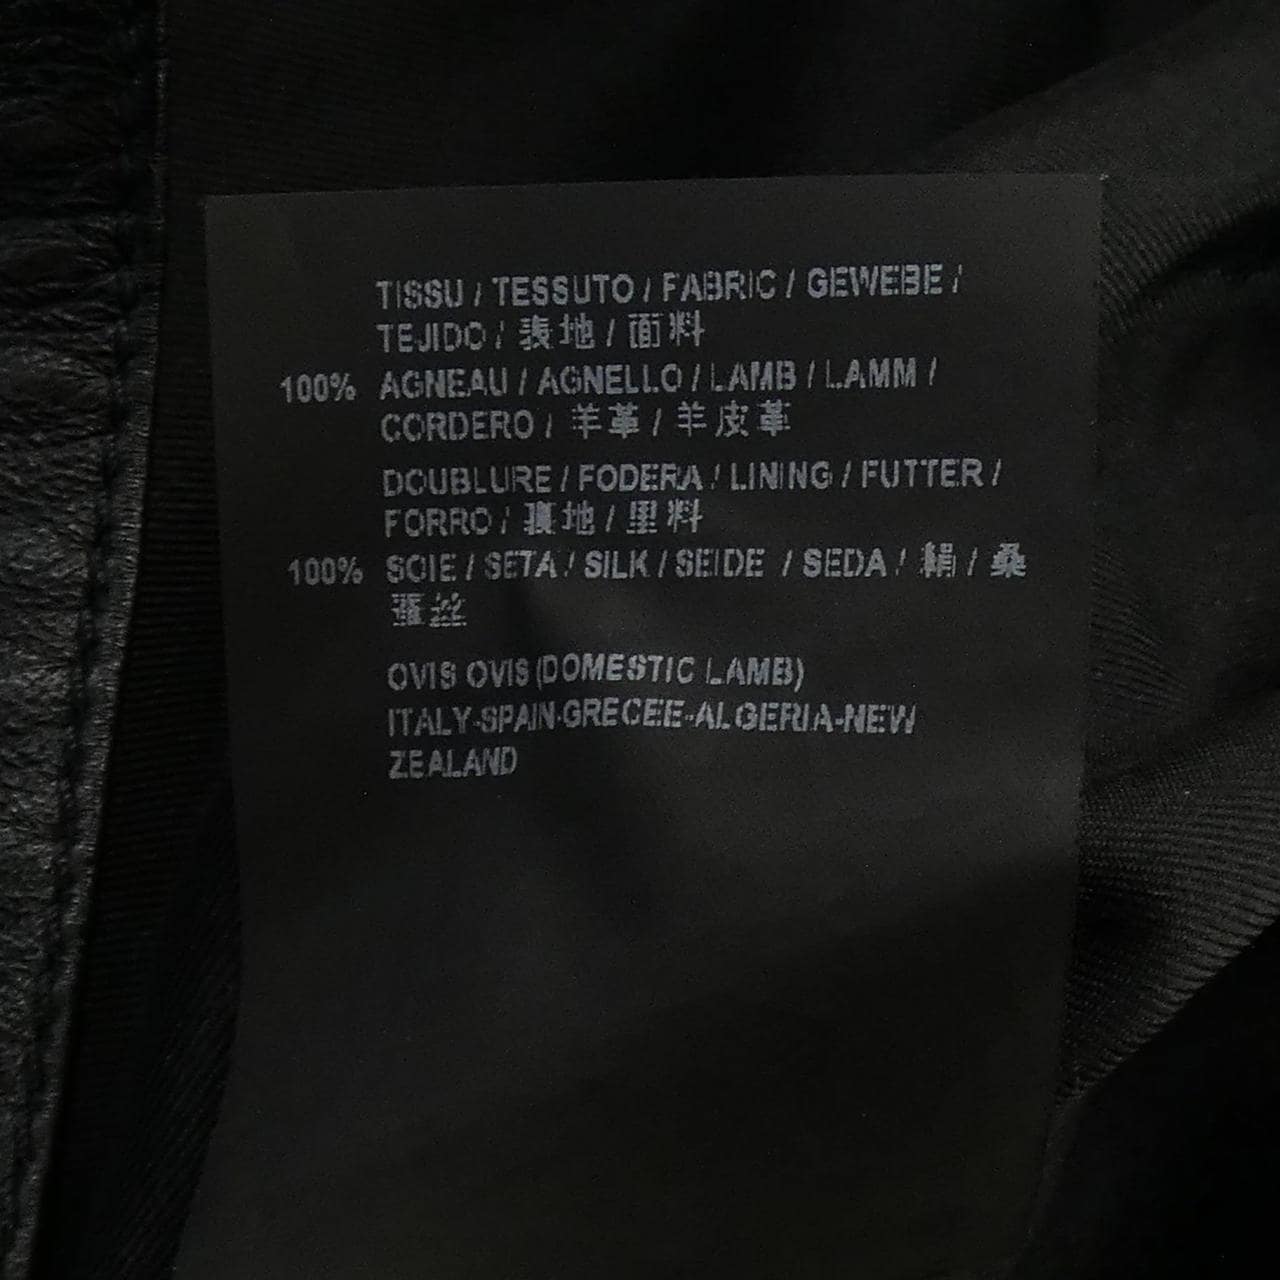 TISSU / TESSUTO / FABRIC / GEWEBE /
TEJIDO / 表地 / 面料
100% AGNEAU / AGNELLO / LAMB / LAMM /
CORDERO / 羊革 / 羊皮革
DOUBLURE / FODERA / LINING / FUTTER /
FORRO / 裏地 / 里料
100% SOIE / SETA / SILK / SEIDE / SEDA / 絹 / 桑
蚕丝
OVIS OVIS (DOMESTIC LAMB)
ITALY-SPAIN-GRECEE-ALGERIA-NEW
ZEALAND